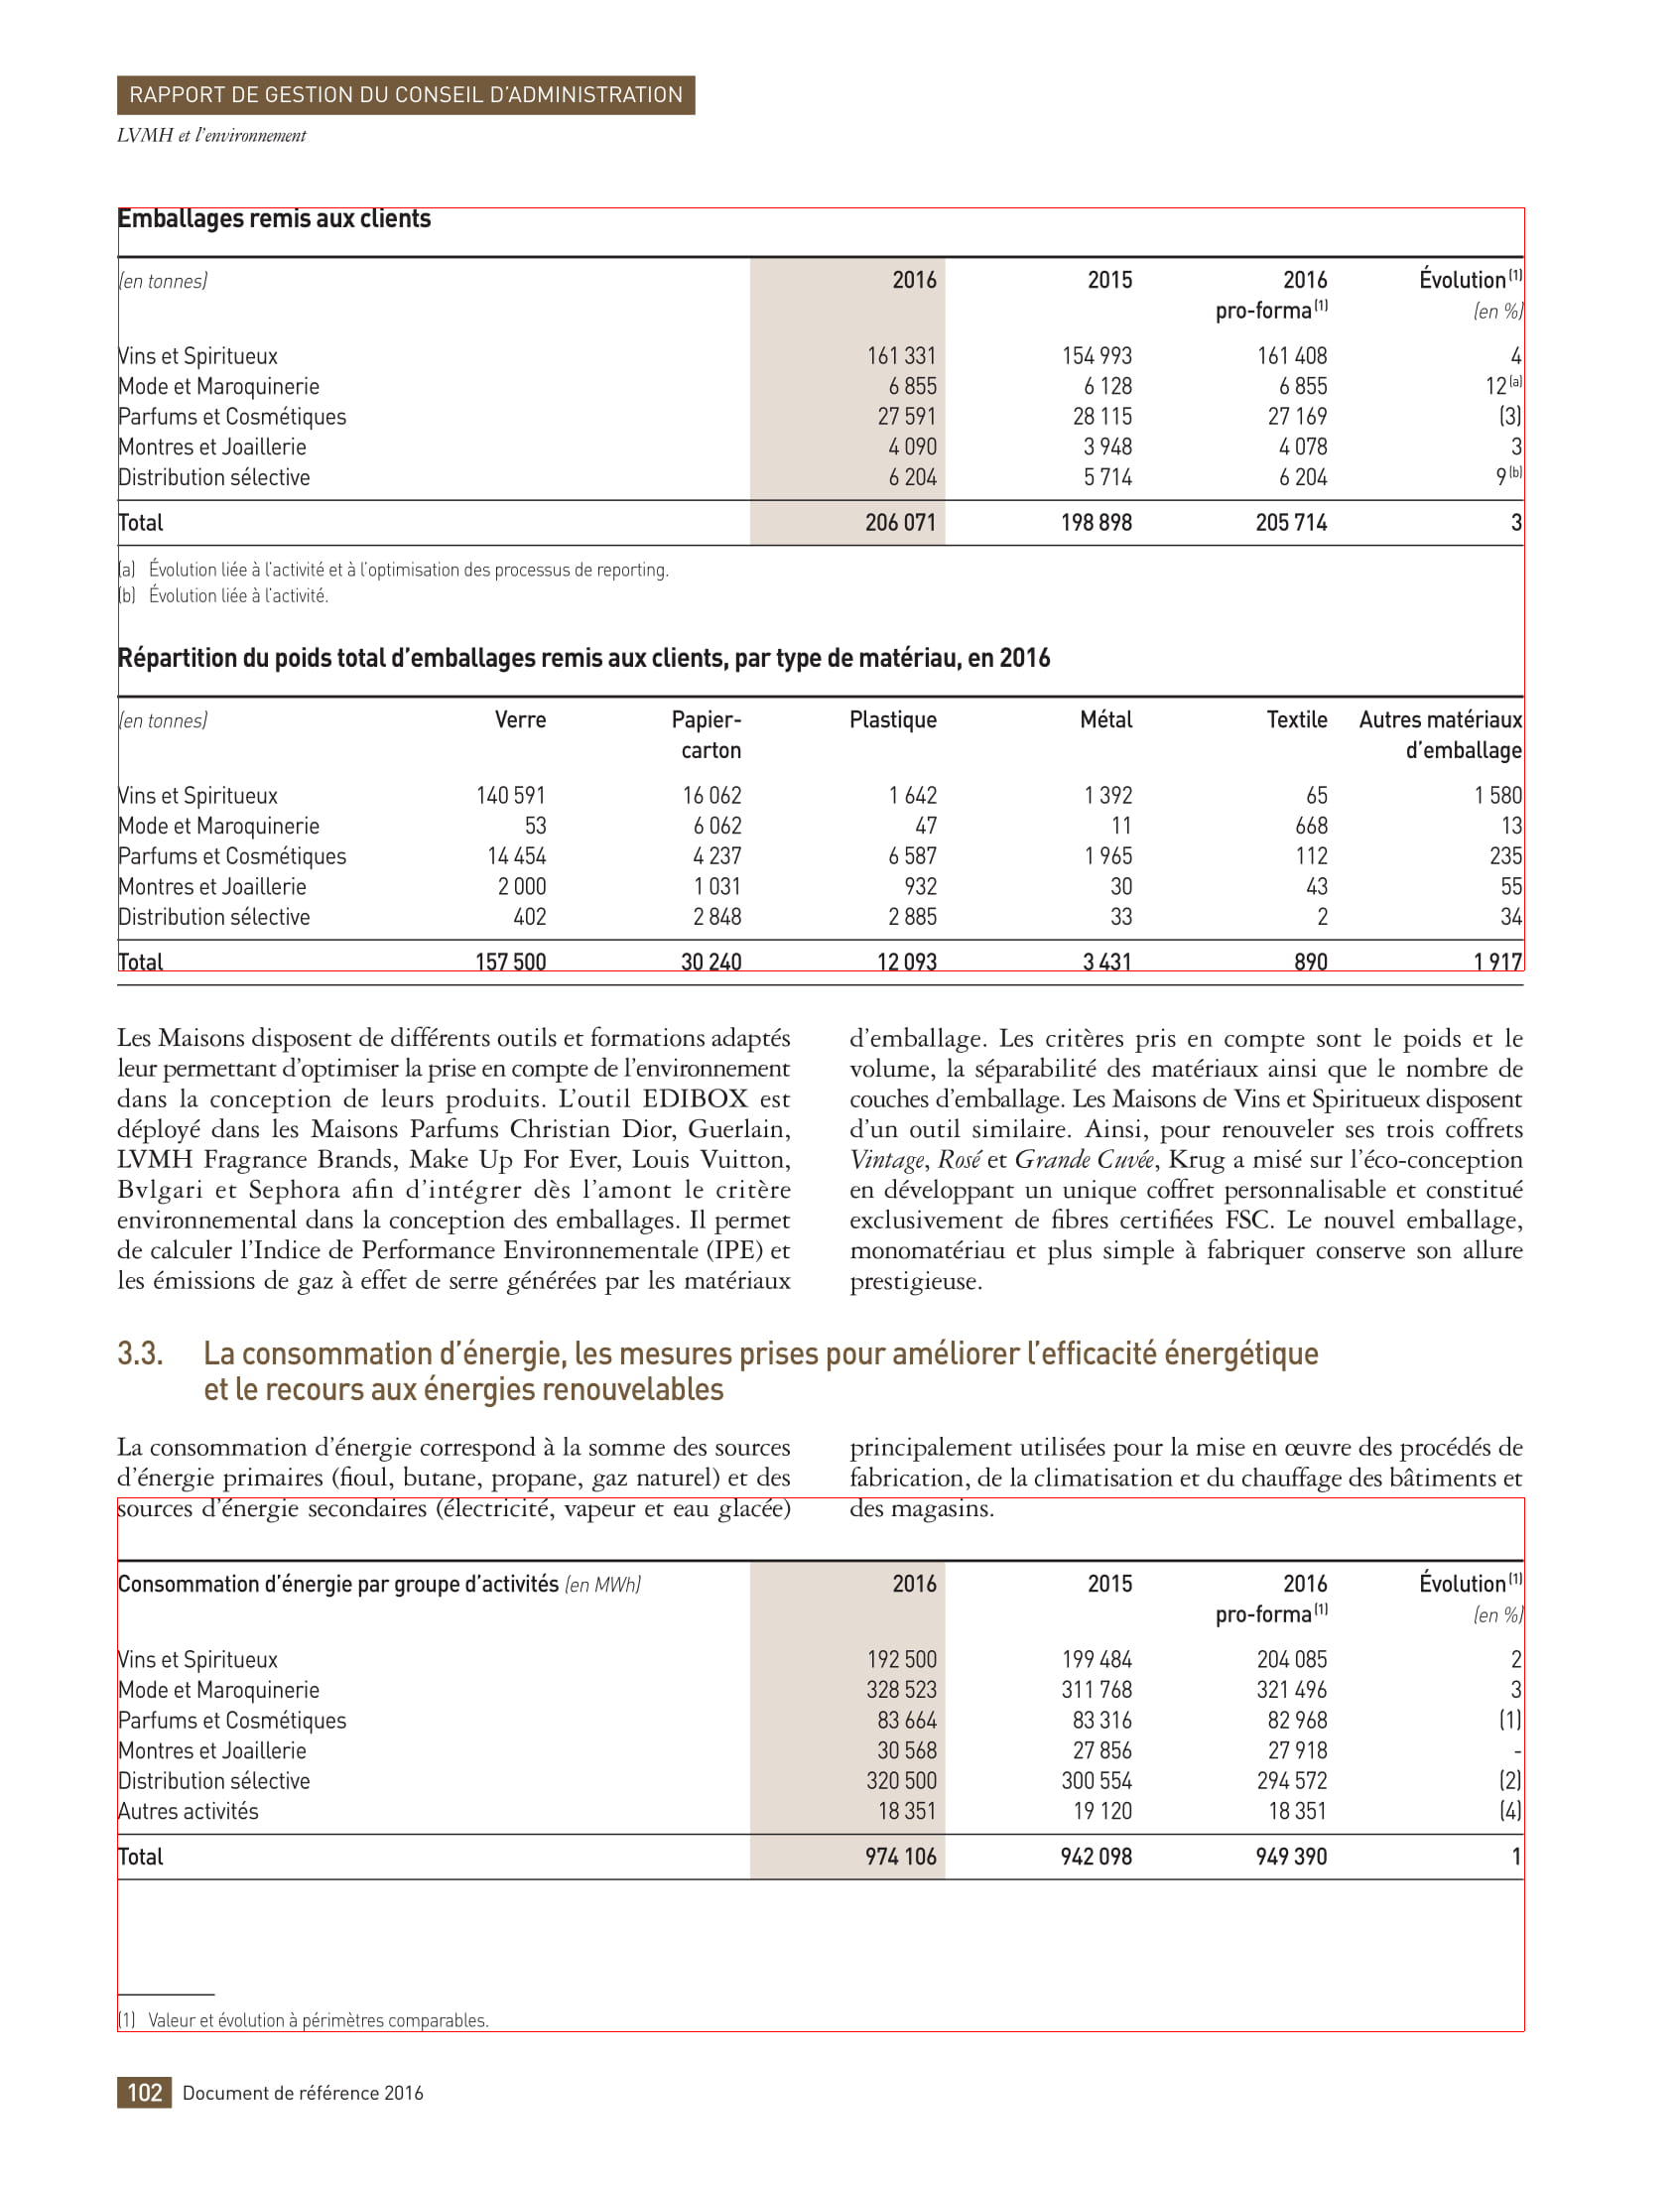 RAPPORT DE GESTION DU CONSEIL D’ADMINISTRATION
LVMH et l’environnement
Emballages remis aux clients
(en tonnes) 2016 2015 2016 Évolution (1)
pro-forma (1) (en %)
Vins et Spiritueux 161 331 154 993 161 408 4
Mode et Maroquinerie 6 855 6 128 6 855 12 (a)
Parfums et Cosmétiques 27 591 28 115 27 169 (3)
Montres et Joaillerie 4 090 3 948 4 078 3
Distribution sélective 6 204 5 714 6 204 9 (b)
Total 206 071 198 898 205 714 3
(a) Évolution liée à l’activité et à l’optimisation des processus de reporting.
(b) Évolution liée à l’activité.
Répartition du poids total d’emballages remis aux clients, par type de matériau, en 2016
(en tonnes) Verre Papier- Plastique Métal Textile Autres matériaux
carton d’emballage
Vins et Spiritueux 140 591 16 062 1 642 1 392 65 1 580
Mode et Maroquinerie 53 6 062 47 11 668 13
Parfums et Cosmétiques 14 454 4 237 6 587 1 965 112 235
Montres et Joaillerie 2 000 1 031 932 30 43 55
Distribution sélective 402 2 848 2 885 33 2 34
Total 157 500 30 240 12 093 3 431 890 1 917
Les Maisons disposent de différents outils et formations adaptés
leur permettant d’optimiser la prise en compte de l’environnement
dans la conception de leurs produits. L’outil EDIBOX est
déployé dans les Maisons Parfums Christian Dior, Guerlain,
LVMH Fragrance Brands, Make Up For Ever, Louis Vuitton,
Bvlgari et Sephora afin d’intégrer dès l’amont le critère
environnemental dans la conception des emballages. Il permet
de calculer l’Indice de Performance Environnementale (IPE) et
les émissions de gaz à effet de serre générées par les matériaux
d’emballage. Les critères pris en compte sont le poids et le
volume, la séparabilité des matériaux ainsi que le nombre de
couches d’emballage. Les Maisons de Vins et Spiritueux disposent
d’un outil similaire. Ainsi, pour renouveler ses trois coffrets
Vintage, Rosé et Grande Cuvée, Krug a misé sur l’éco-conception
en développant un unique coffret personnalisable et constitué
exclusivement de fibres certifiées FSC. Le nouvel emballage,
monomatériau et plus simple à fabriquer conserve son allure
prestigieuse.
3.3. La consommation d’énergie, les mesures prises pour améliorer l’efficacité énergétique
et le recours aux énergies renouvelables
La consommation d’énergie correspond à la somme des sources
d’énergie primaires (fioul, butane, propane, gaz naturel) et des
sources d’énergie secondaires (électricité, vapeur et eau glacée)
principalement utilisées pour la mise en œuvre des procédés de
fabrication, de la climatisation et du chauffage des bâtiments et
des magasins.
Consommation d’énergie par groupe d’activités (en MWh) 2016 2015 2016 Évolution (1)
pro-forma (1) (en %)
Vins et Spiritueux 192 500 199 484 204 085 2
Mode et Maroquinerie 328 523 311 768 321 496 3
Parfums et Cosmétiques 83 664 83 316 82 968 (1)
Montres et Joaillerie 30 568 27 856 27 918 -
Distribution sélective 320 500 300 554 294 572 (2)
Autres activités 18 351 19 120 18 351 (4)
Total 974 106 942 098 949 390 1
(1) Valeur et évolution à périmètres comparables.
102 Document de référence 2016